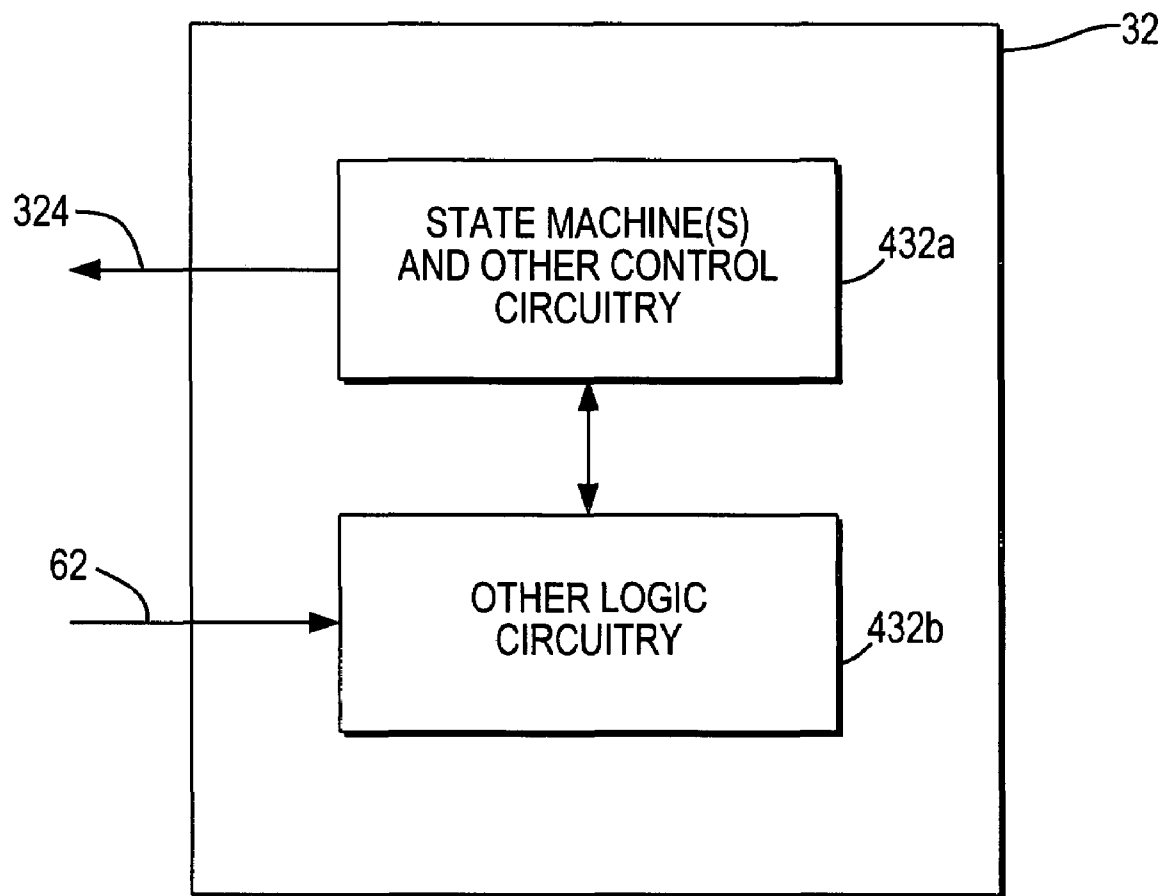 32
324
STATE MACHINE(S)
AND OTHER CONTROL
CIRCUITRY
432a
62
OTHER LOGIC
CIRCUITRY
432b